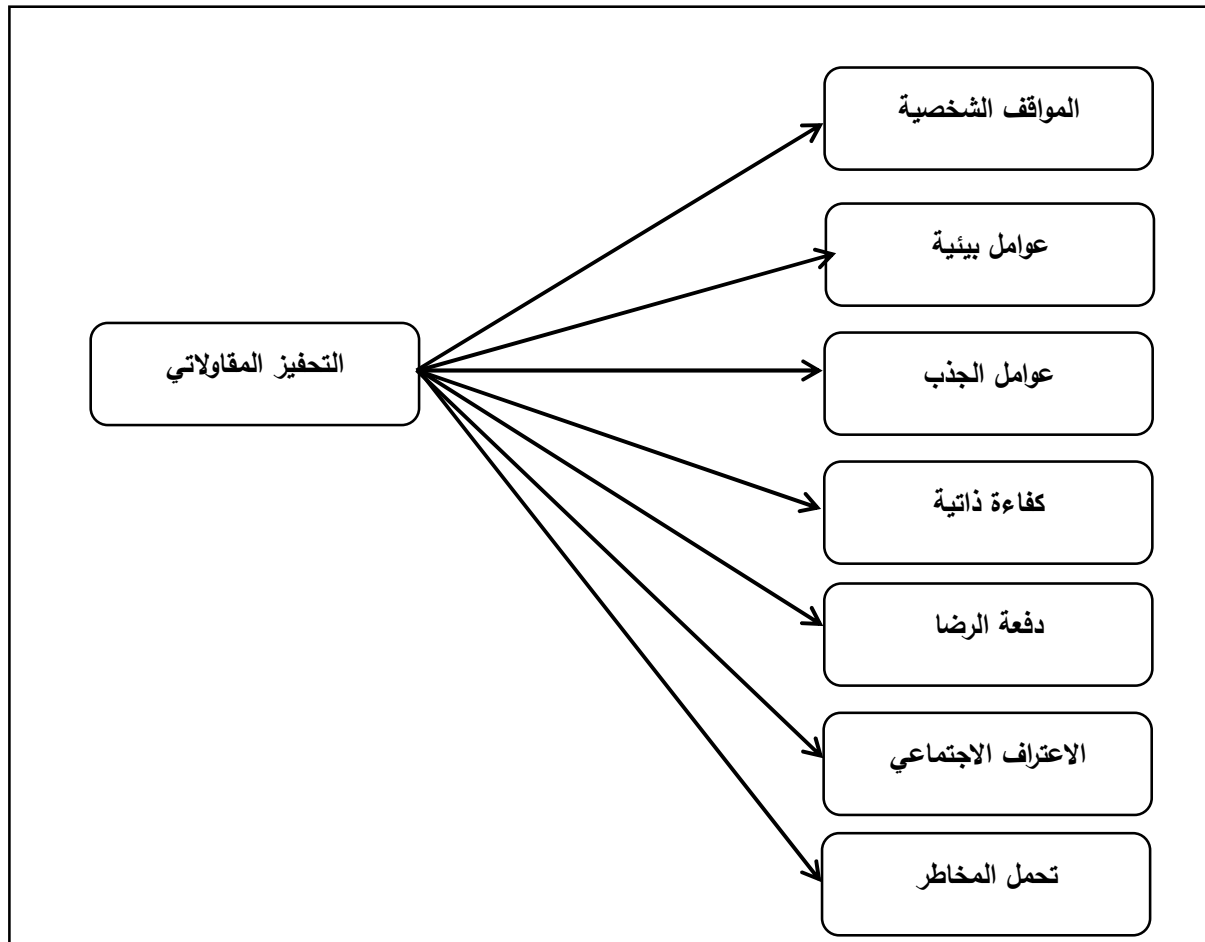 المواقف الشخصية
عوامل بيئية
التحفيز المقاولاتي
عوامل الجذب
كفاءة ذاتية
دفعة الرضا
الاعتراف الاجتماعي
تحمل المخاطر